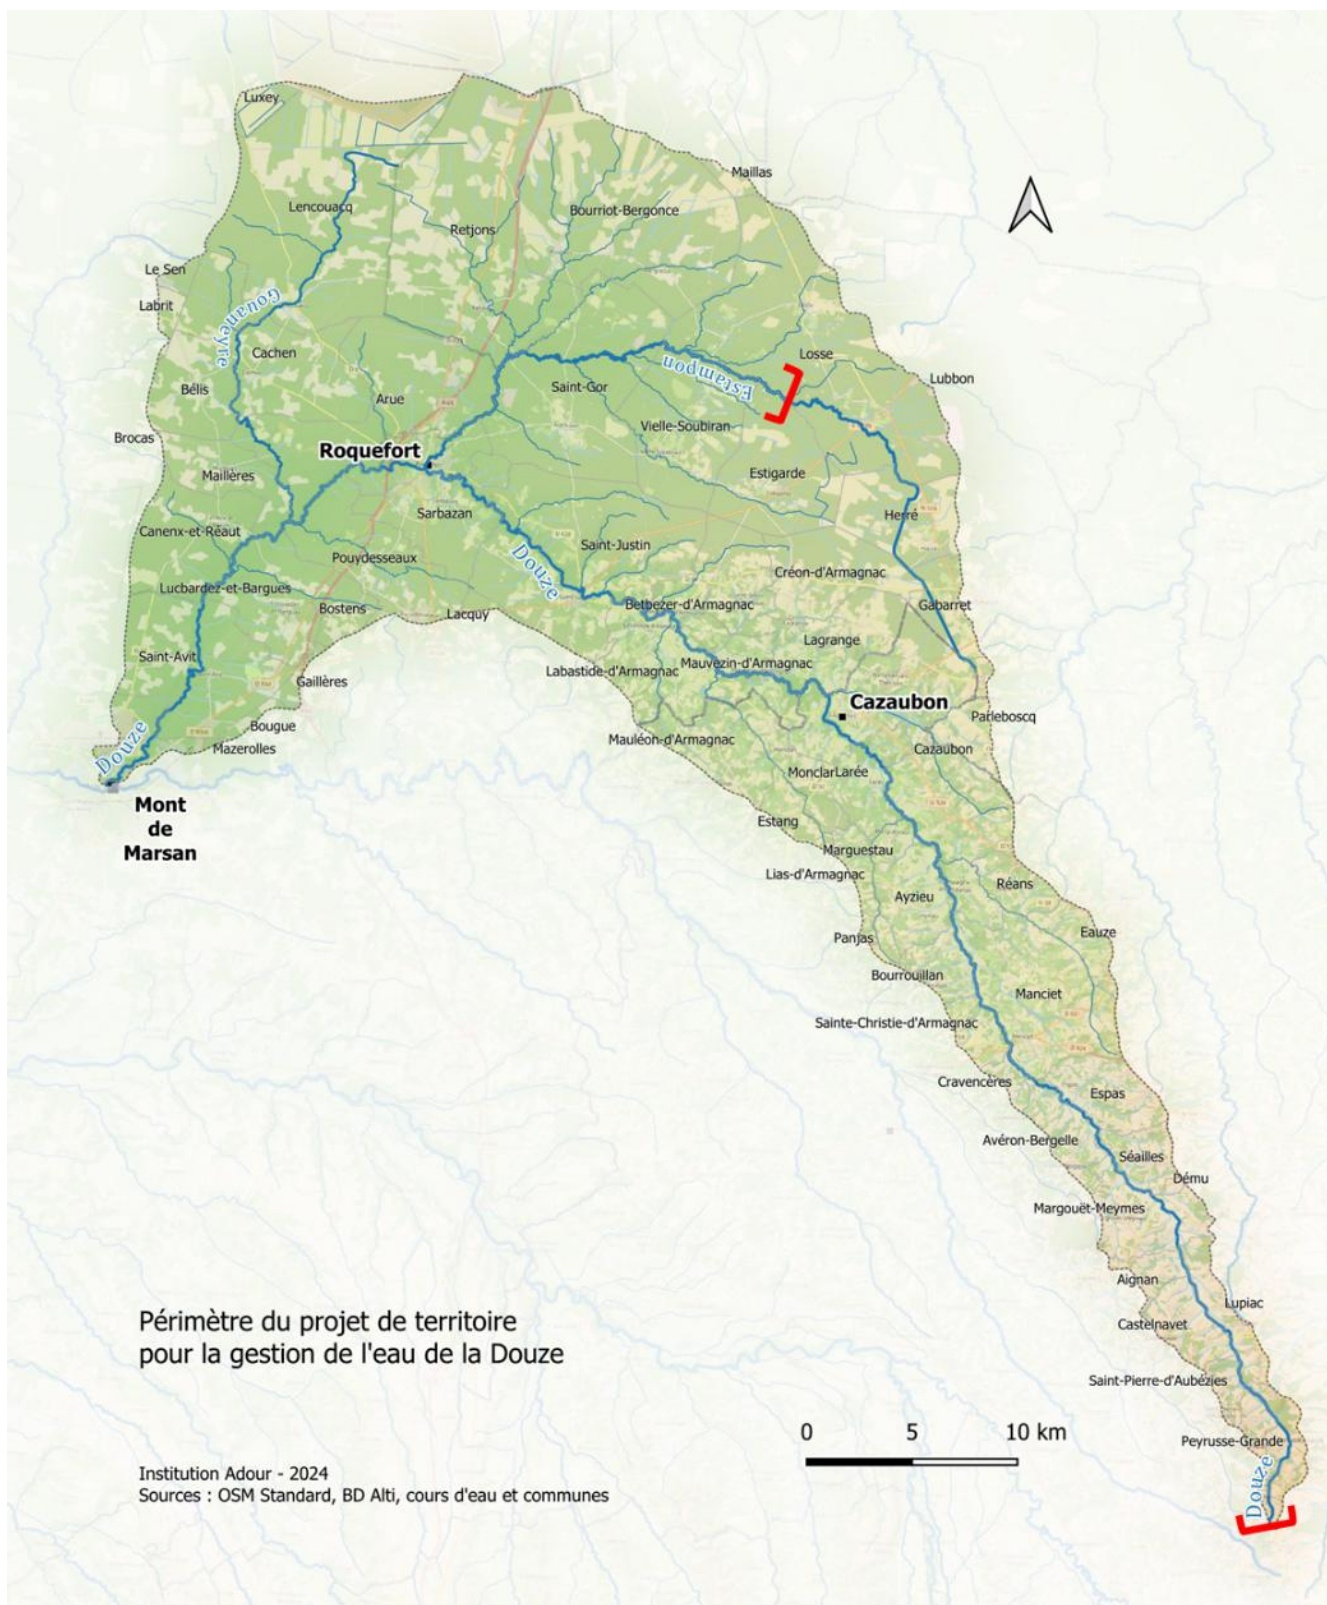 Luxey
Maillas
Lencouacq
Bourriot-Bergonce
Retjons
Le Sen
Labrit
Gouaneyre
Cachen
Losse
Estampon
Lubbon
Bélis
Saint-Gor
Arue
Vielle-Soubiran
Brocas
Roquefort
Maillères
Estigarde
Sarbazan
Herré
Canenx-et-Réaut
Saint-Justin
Douze
Pouydesseaux
Créon-d'Armagnac
Lucbardez-et-Bargues
Bostens
Lacquy
Betbezer-d'Armagnac
Gabarret
Lagrange
Saint-Avit
Labastide-d'Armagnac
Mauvezin-d'Armagnac
Gaillères
Cazaubon
Parleboscq
Bougue
Mazerolles
Douze
Mauléon-d'Armagnac
Cazaubon
Monclar
Larée
Mont
de
Marsan
Estang
Marguestau
Lias-d'Armagnac
Réans
Ayzieu
Eauze
Panjas
Bourrouillan
Manciet
Sainte-Christie-d'Armagnac
Cravencères
Espas
Avéron-Bergelle
Séailles
Dému
Margouët-Meymes
Aignan
Lupiac
Castelnavet
Saint-Pierre-d'Aubézies
Peyrusse-Grande
Douze
Périmètre du projet de territoire
pour la gestion de l'eau de la Douze
0 5 10 km
Institution Adour - 2024
Sources : OSM Standard, BD Alti, cours d'eau et communes